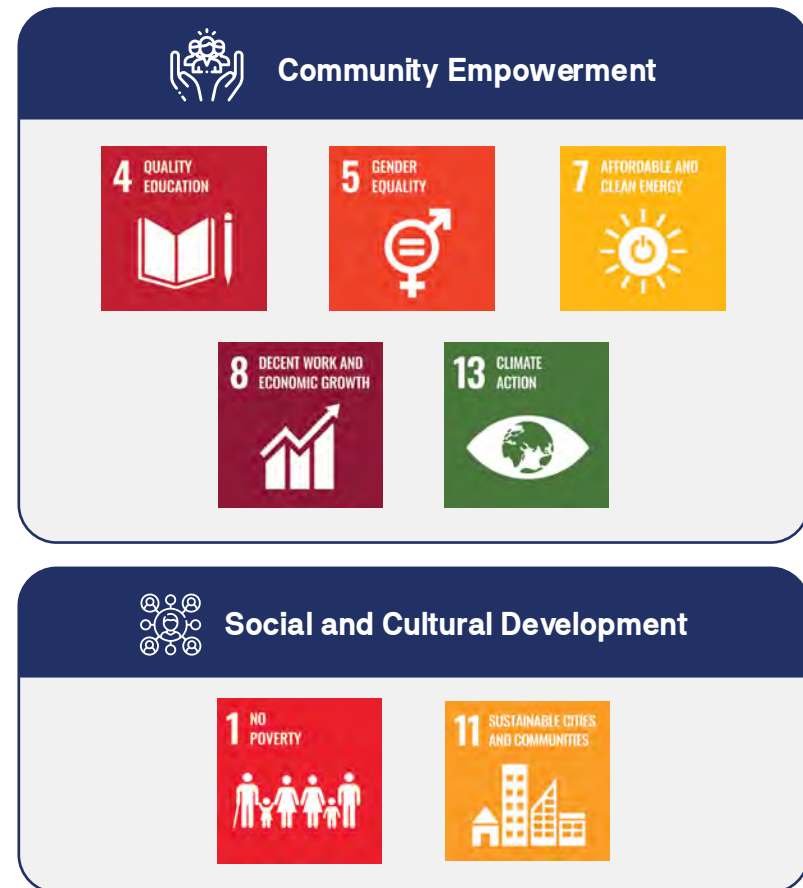 Community Empowerment
4 QUALITY
EDUCATION
5 GENDER
EQUALITY
7 AFFORDABLE AND
CLEAN ENERGY
8 DECENT WORK AND
ECONOMIC GROWTH
13 CLIMATE
ACTION
Social and Cultural Development
1 NO
POVERTY
11 SUSTAINABLE CITIES
AND COMMUNITIES